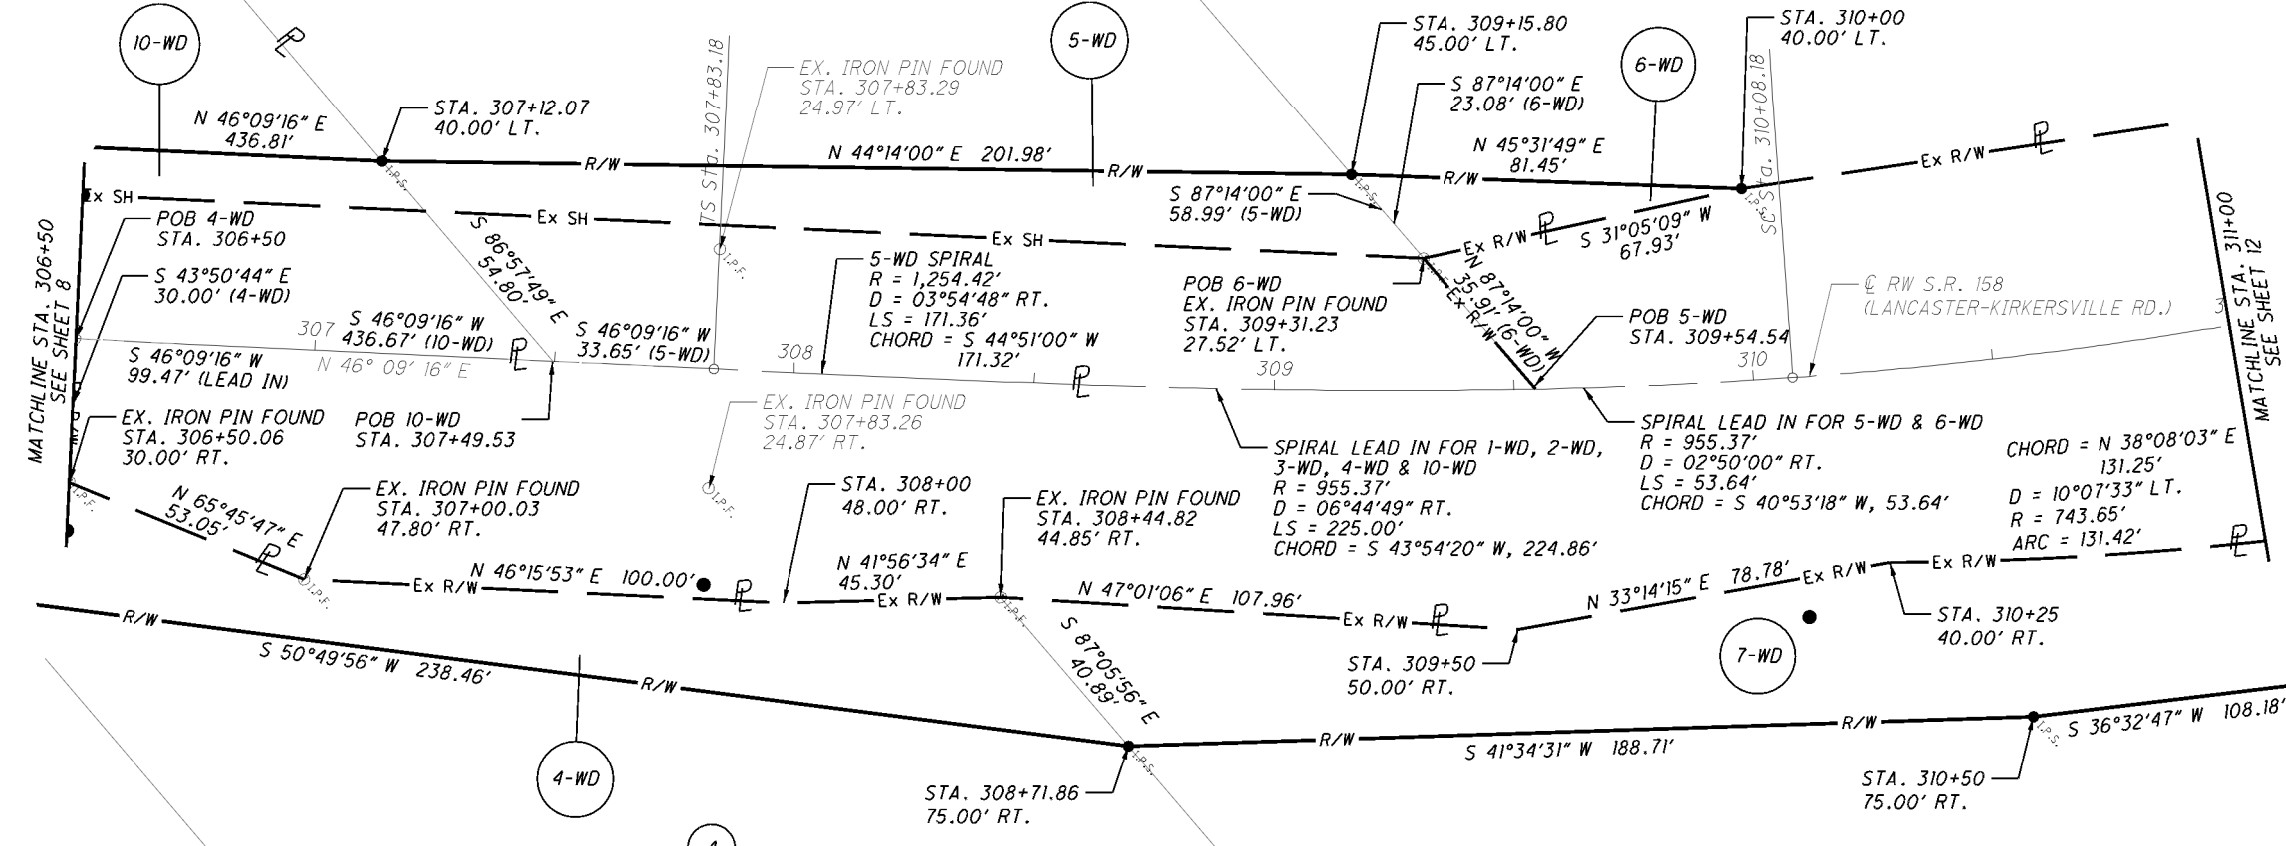 10-WD
N 46°09'16" E
436.81'
STA. 307+12.07
40.00' LT.
TS Sta. 307+83.18
EX. IRON PIN FOUND
STA. 307+83.29
24.97' LT.
5-WD
N 44°14'00" E 201.98'
R/W
R/W
STA. 309+15.80
45.00' LT.
S 87°14'00" E
23.08' (6-WD)
6-WD
STA. 310+00
40.00' LT.
SC Sta. 310+08.18
N 45°31'49" E
81.45'
R/W
S 87°14'00" E
58.99' (5-WD)
I.P.S.
I.P.S.
I.P.S.
I.P.F.
Ex R/W
Ex R/W
S 31°05'09" W
67.93'
MATCHLINE STA. 306+50
SEE SHEET 8
Ex SH
Ex SH
Ex SH
POB 4-WD
STA. 306+50
S 43°50'44" E
30.00' (4-WD)
S 86°57'49" E
54.80'
5-WD SPIRAL
R = 1,254.42'
D = 03°54'48" RT.
LS = 171.36'
CHORD = S 44°51'00" W
171.32'
POB 6-WD
EX. IRON PIN FOUND
STA. 309+31.23
27.52' LT.
N 87°14'00" W
35.91' (6-WD)
Ex R/W
POB 5-WD
STA. 309+54.54
℄ RW S.R. 158
(LANCASTER-KIRKERSVILLE RD.)
MATCHLINE STA. 311+00
SEE SHEET 12
307
S 46°09'16" W
436.67' (10-WD)
S 46°09'16" W
33.65' (5-WD)
308
309
310
S 46°09'16" W
99.47' (LEAD IN)
N 46° 09' 16" E
EX. IRON PIN FOUND
STA. 306+50.06
30.00' RT.
POB 10-WD
STA. 307+49.53
EX. IRON PIN FOUND
STA. 307+83.26
24.87' RT.
I.P.F.
SPIRAL LEAD IN FOR 1-WD, 2-WD,
3-WD, 4-WD & 10-WD
R = 955.37'
D = 06°44'49" RT.
LS = 225.00'
CHORD = S 43°54'20" W, 224.86'
SPIRAL LEAD IN FOR 5-WD & 6-WD
R = 955.37'
D = 02°50'00" RT.
LS = 53.64'
CHORD = S 40°53'18" W, 53.64'
CHORD = N 38°08'03" E
131.25'
D = 10°07'33" LT.
R = 743.65'
ARC = 131.42'
I.P.F.
N 65°45'47" E
53.05'
EX. IRON PIN FOUND
STA. 307+00.03
47.80' RT.
I.P.F.
STA. 308+00
48.00' RT.
EX. IRON PIN FOUND
STA. 308+44.82
44.85' RT.
I.P.F.
Ex R/W
N 46°15'53" E 100.00'
N 41°56'34" E
45.30'
Ex R/W
N 47°01'06" E 107.96'
Ex R/W
N 33°14'15" E 78.78'
Ex R/W
Ex R/W
STA. 309+50
50.00' RT.
STA. 310+25
40.00' RT.
7-WD
R/W
S 50°49'56" W 238.46'
R/W
S 87°05'56" E
40.89'
4-WD
I.P.S.
R/W
S 41°34'31" W 188.71'
R/W
I.P.S.
S 36°32'47" W 108.18'
STA. 308+71.86
75.00' RT.
STA. 310+50
75.00' RT.